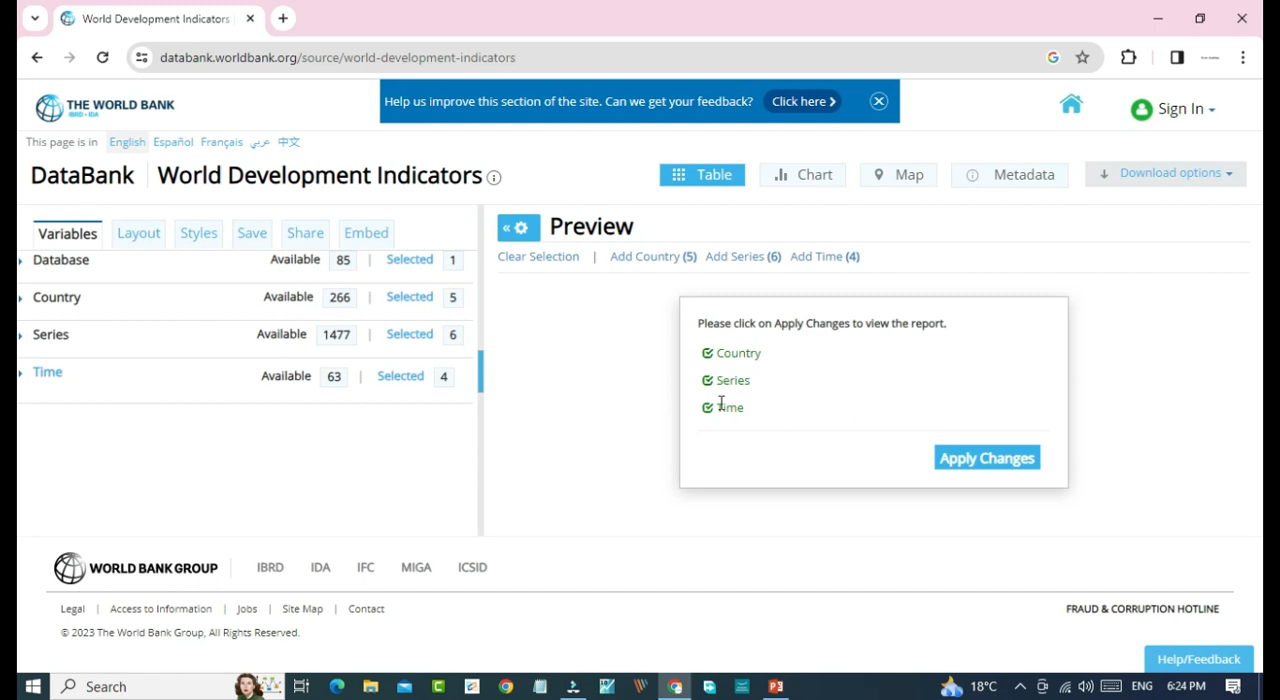 World Development Indicators
databank.worldbank.org/source/world-development-indicators
THE WORLD BANK
IBRD • IDA
Help us improve this section of the site. Can we get your feedback? Click here
Sign In
This page is in English Español Français عربي 中文
DataBank World Development Indicators
Table Chart Map Metadata Download options
Variables Layout Styles Save Share Embed
« Preview
Database Available 85 | Selected 1
Clear Selection | Add Country (5) Add Series (6) Add Time (4)
Country Available 266 | Selected 5
Series Available 1477 | Selected 6
Time Available 63 | Selected 4
Please click on Apply Changes to view the report.
Country
Series
Time
Apply Changes
WORLD BANK GROUP IBRD IDA IFC MIGA ICSID
Legal | Access to Information | Jobs | Site Map | Contact FRAUD & CORRUPTION HOTLINE
© 2023 The World Bank Group, All Rights Reserved.
Help/Feedback
Search 18°C ENG 6:24 PM